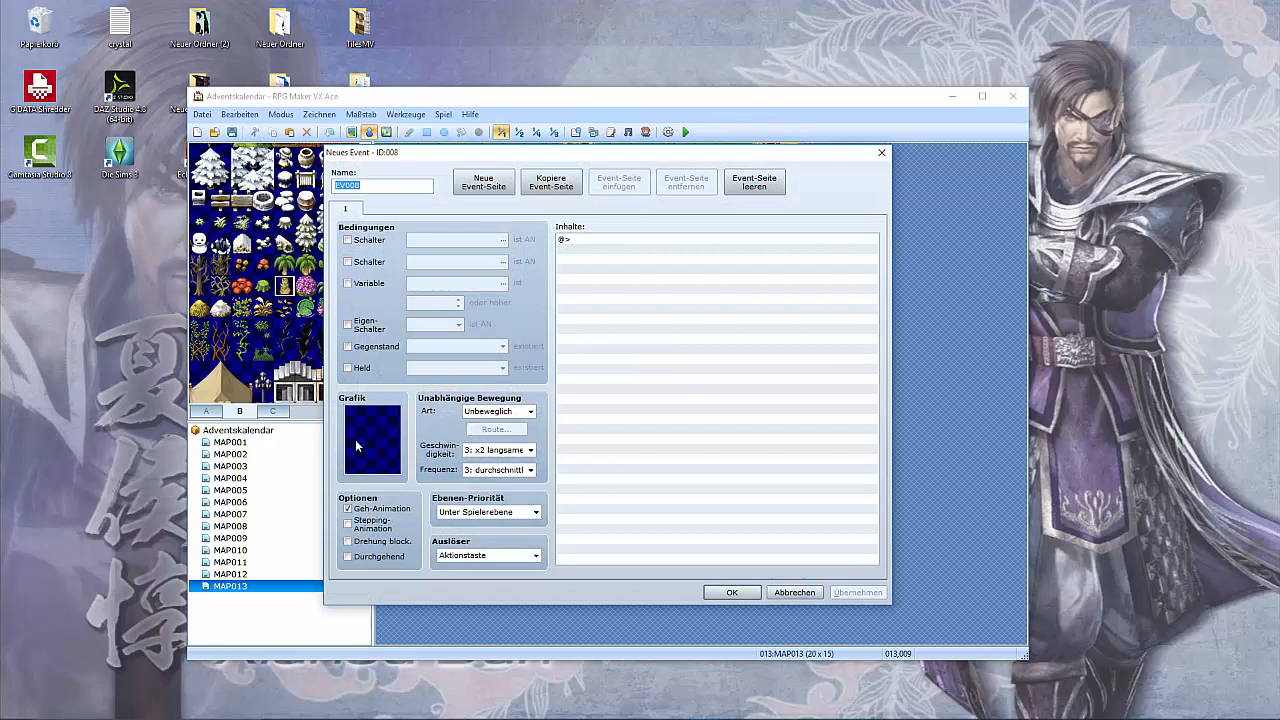 Papierkorb
crystal
Neuer Ordner (2)
Neuer Ordner
Tiles MV
G DATA Shredder
DAZ Studio 4.8 (64-bit)
Camtasia Studio 8
Die Sims 3
Adventskalendar - RPG Maker VX Ace
Datei Bearbeiten Modus Zeichnen Maßstab Werkzeuge Spiel Hilfe
Neues Event - ID:008
Name:
EV008
Neue Event-Seite
Kopiere Event-Seite
Event-Seite einfügen
Event-Seite entfernen
Event-Seite leeren
1
Bedingungen
Schalter ... ist AN
Schalter ... ist AN
Variable ... ist
oder höher
Eigen-Schalter ist AN
Gegenstand existiert
Held existiert
Inhalte:
@>
Grafik
Unabhängige Bewegung
Art: Unbeweglich
Route...
Geschwin-digkeit: 3: x2 langsame
Frequenz: 3: durchschnittl
Optionen
Geh-Animation
Stepping-Animation
Drehung block.
Durchgehend
Ebenen-Priorität
Unter Spielerebene
Auslöser
Aktionstaste
OK Abbrechen Übernehmen
A B C
Adventskalendar
MAP001
MAP002
MAP003
MAP004
MAP005
MAP006
MAP007
MAP008
MAP009
MAP010
MAP011
MAP012
MAP013
013:MAP013 (20 x 15) 013,009
夏
侯
惇